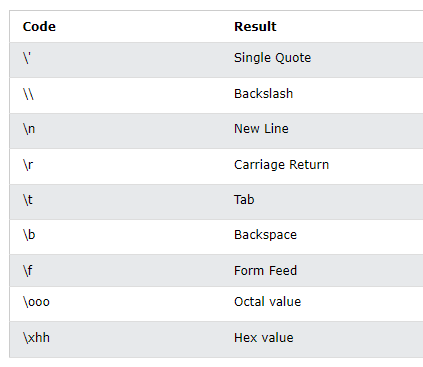 Code Result
\' Single Quote
\\ Backslash
\n New Line
\r Carriage Return
\t Tab
\b Backspace
\f Form Feed
\ooo Octal value
\xhh Hex value